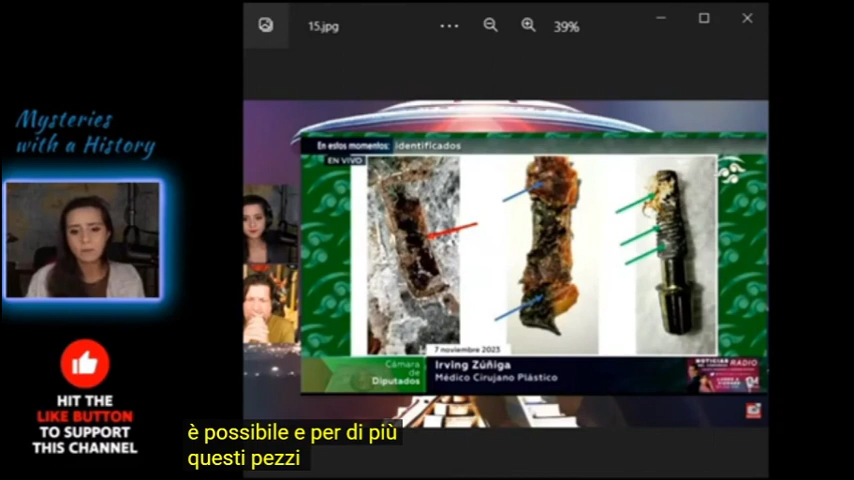 15.jpg
39%
Mysteries
with a History
En estos momentos: identificados
EN VIVO
7 noviembre 2023
Cámara
de
Diputados
Irving Zúñiga
Médico Cirujano Plástico
NOTICIAS
RADIO
HIT THE
LIKE BUTTON
TO SUPPORT
THIS CHANNEL
è possibile e per di più
questi pezzi